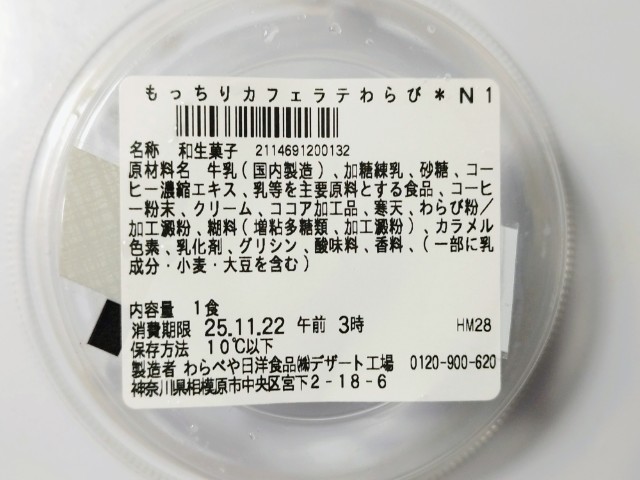 もっちりカフェラテわらび＊N1
名称 和生菓子 2114691200132
原材料名 牛乳(国内製造)、加糖練乳、砂糖、コー
ヒー濃縮エキス、乳等を主要原料とする食品、コーヒ
ー粉末、クリーム、ココア加工品、寒天、わらび粉／
加工澱粉、糊料(増粘多糖類、加工澱粉)、カラメル
色素、乳化剤、グリシン、酸味料、香料、(一部に乳
成分・小麦・大豆を含む)
内容量 1食
消費期限 25.11.22 午前 3時 HM28
保存方法 10℃以下
製造者 わらべや日洋食品㈱デザート工場 0120-900-620
神奈川県相模原市中央区宮下2-18-6